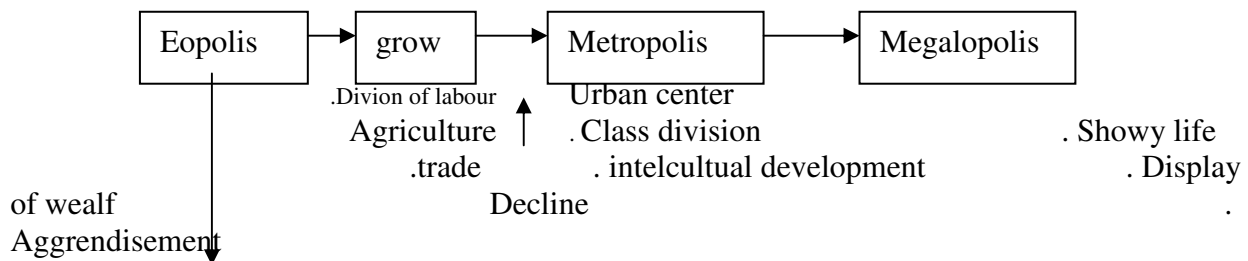 Eopolis grow Metropolis Megalopolis
.Divion of labour Urban center
Agriculture . Class division . Showy life
.trade . intelcultual development . Display
of wealf Decline .
Aggrendisement